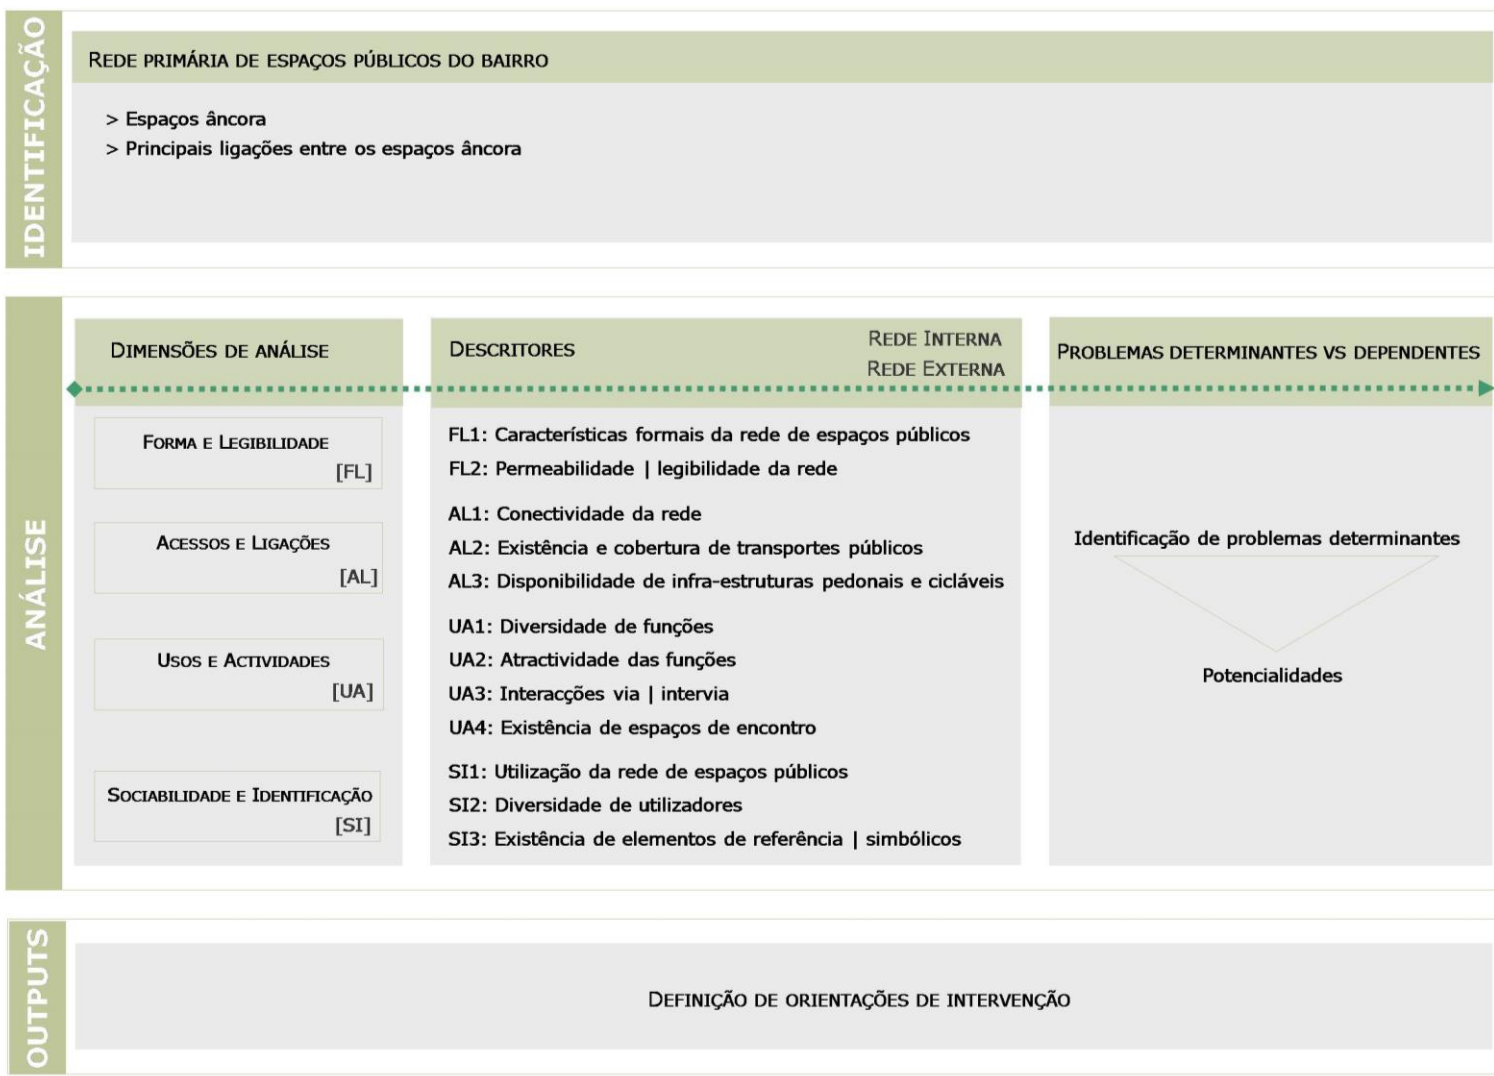 IDENTIFICAÇÃO
REDE PRIMÁRIA DE ESPAÇOS PÚBLICOS DO BAIRRO
> Espaços âncora
> Principais ligações entre os espaços âncora
ANÁLISE
DIMENSÕES DE ANÁLISE
FORMA E LEGIBILIDADE
[FL]
ACESSOS E LIGAÇÕES
[AL]
USOS E ACTIVIDADES
[UA]
SOCIABILIDADE E IDENTIFICAÇÃO
[SI]
DESCRITORES
REDE INTERNA
REDE EXTERNA
FL1: Características formais da rede de espaços públicos
FL2: Permeabilidade | legibilidade da rede
AL1: Conectividade da rede
AL2: Existência e cobertura de transportes públicos
AL3: Disponibilidade de infra-estruturas pedonais e cicláveis
UA1: Diversidade de funções
UA2: Atractividade das funções
UA3: Interacções via | intervia
UA4: Existência de espaços de encontro
SI1: Utilização da rede de espaços públicos
SI2: Diversidade de utilizadores
SI3: Existência de elementos de referência | simbólicos
PROBLEMAS DETERMINANTES VS DEPENDENTES
Identificação de problemas determinantes
Potencialidades
OUTPUTS
DEFINIÇÃO DE ORIENTAÇÕES DE INTERVENÇÃO